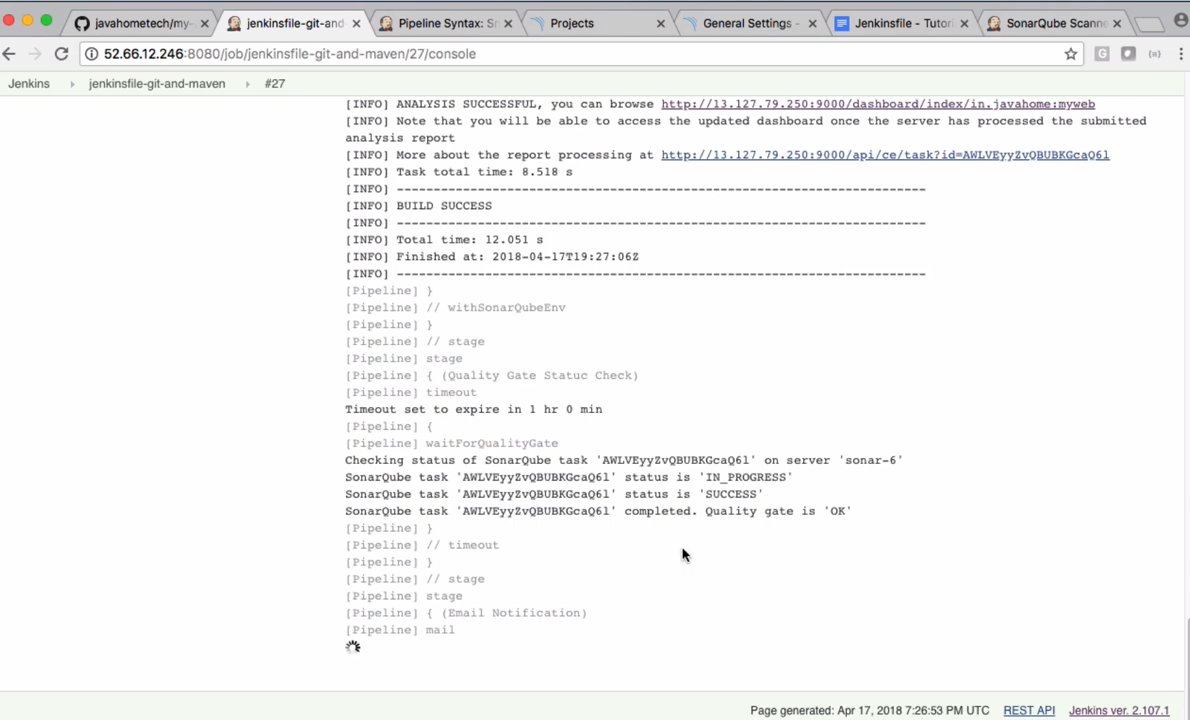 javahometech/my-
jenkinsfile-git-and-
Pipeline Syntax: Sn
Projects
General Settings -
Jenkinsfile - Tutori
SonarQube Scanne
52.66.12.246:8080/job/jenkinsfile-git-and-maven/27/console
Jenkins
jenkinsfile-git-and-maven
#27
[INFO] ANALYSIS SUCCESSFUL, you can browse http://13.127.79.250:9000/dashboard/index/in.javahome:myweb
[INFO] Note that you will be able to access the updated dashboard once the server has processed the submitted
analysis report
[INFO] More about the report processing at http://13.127.79.250:9000/api/ce/task?id=AWLVEyyZvQBUBKGcaQ6l
[INFO] Task total time: 8.518 s
[INFO] ------------------------------------------------------------------------
[INFO] BUILD SUCCESS
[INFO] ------------------------------------------------------------------------
[INFO] Total time: 12.051 s
[INFO] Finished at: 2018-04-17T19:27:06Z
[INFO] ------------------------------------------------------------------------
[Pipeline] }
[Pipeline] // withSonarQubeEnv
[Pipeline] }
[Pipeline] // stage
[Pipeline] stage
[Pipeline] { (Quality Gate Statuc Check)
[Pipeline] timeout
Timeout set to expire in 1 hr 0 min
[Pipeline] {
[Pipeline] waitForQualityGate
Checking status of SonarQube task 'AWLVEyyZvQBUBKGcaQ6l' on server 'sonar-6'
SonarQube task 'AWLVEyyZvQBUBKGcaQ6l' status is 'IN_PROGRESS'
SonarQube task 'AWLVEyyZvQBUBKGcaQ6l' status is 'SUCCESS'
SonarQube task 'AWLVEyyZvQBUBKGcaQ6l' completed. Quality gate is 'OK'
[Pipeline] }
[Pipeline] // timeout
[Pipeline] }
[Pipeline] // stage
[Pipeline] stage
[Pipeline] { (Email Notification)
[Pipeline] mail
Page generated: Apr 17, 2018 7:26:53 PM UTC
REST API
Jenkins ver. 2.107.1